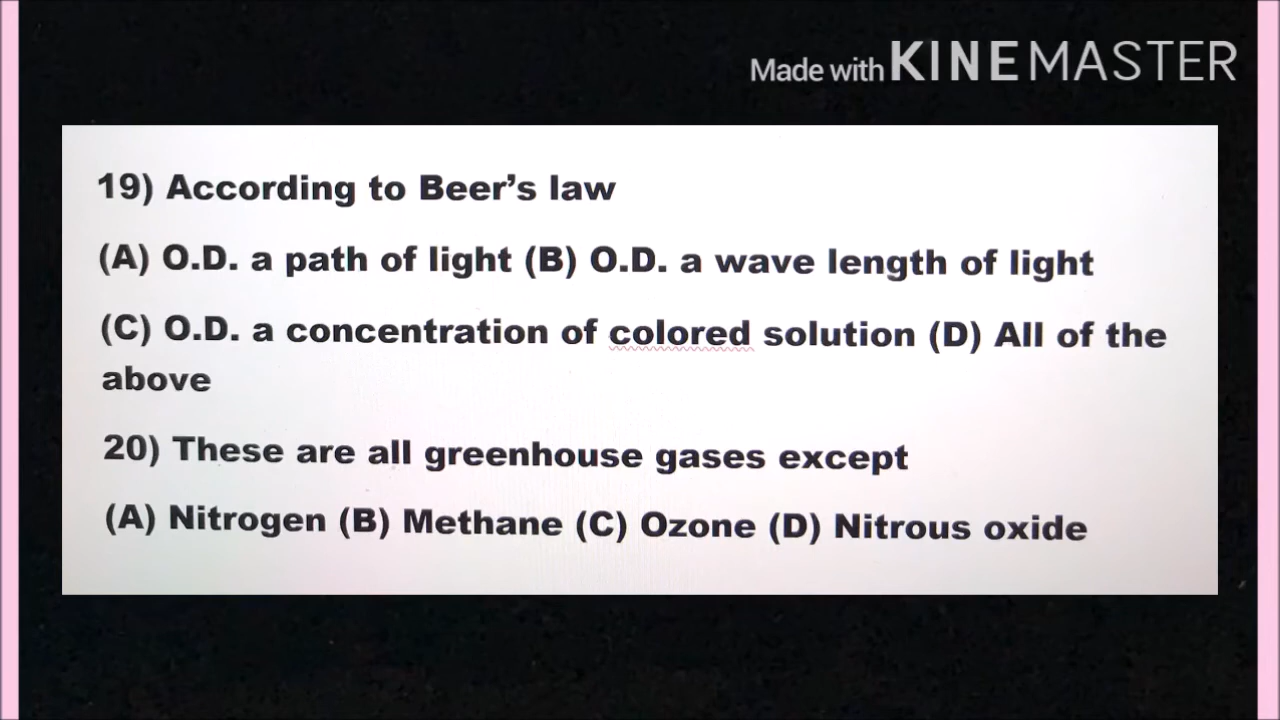 Made with KINEMASTER
19) According to Beer’s law
(A) O.D. a path of light (B) O.D. a wave length of light
(C) O.D. a concentration of colored solution (D) All of the
above
20) These are all greenhouse gases except
(A) Nitrogen (B) Methane (C) Ozone (D) Nitrous oxide